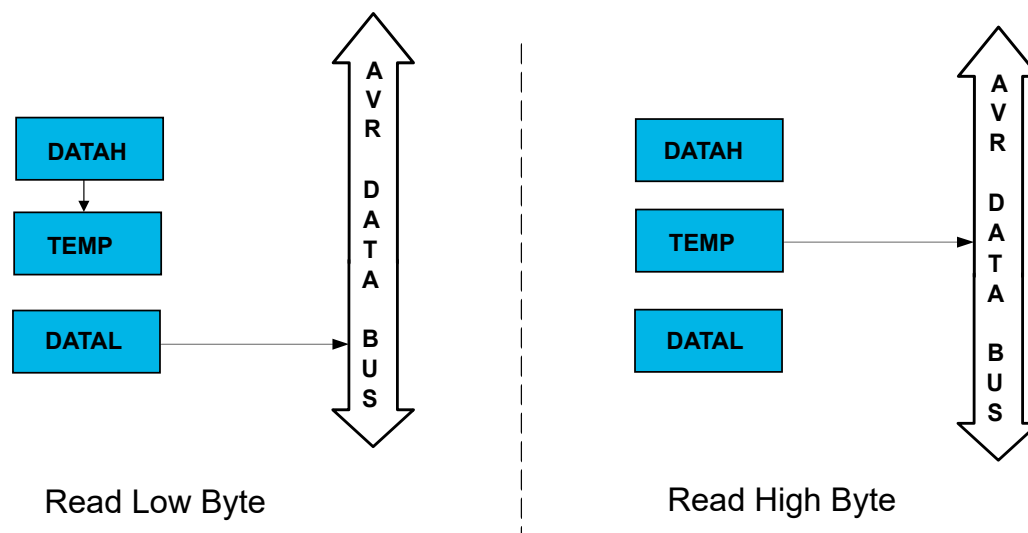 DATAH
TEMP
DATAL
AVR DATA BUS
Read Low Byte
DATAH
TEMP
DATAL
AVR DATA BUS
Read High Byte